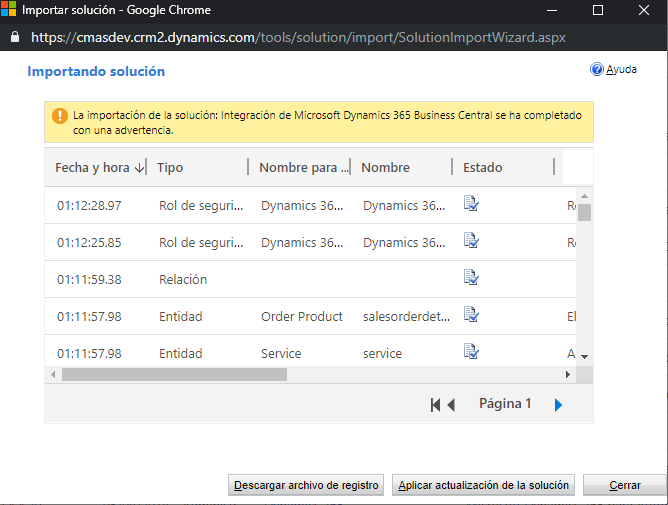 Importar solución - Google Chrome
https://cmasdev.crm2.dynamics.com/tools/solution/import/SolutionImportWizard.aspx
Importando solución
Ayuda
La importación de la solución: Integración de Microsoft Dynamics 365 Business Central se ha completado
con una advertencia.
Fecha y hora Tipo Nombre para ... Nombre Estado
01:12:28.97 Rol de seguri... Dynamics 36... Dynamics 36... Re
01:12:25.85 Rol de seguri... Dynamics 36... Dynamics 36... Re
01:11:59.38 Relación
01:11:57.98 Entidad Order Product salesorderdet... El
01:11:57.98 Entidad Service service A
Página 1
Descargar archivo de registro Aplicar actualización de la solución Cerrar